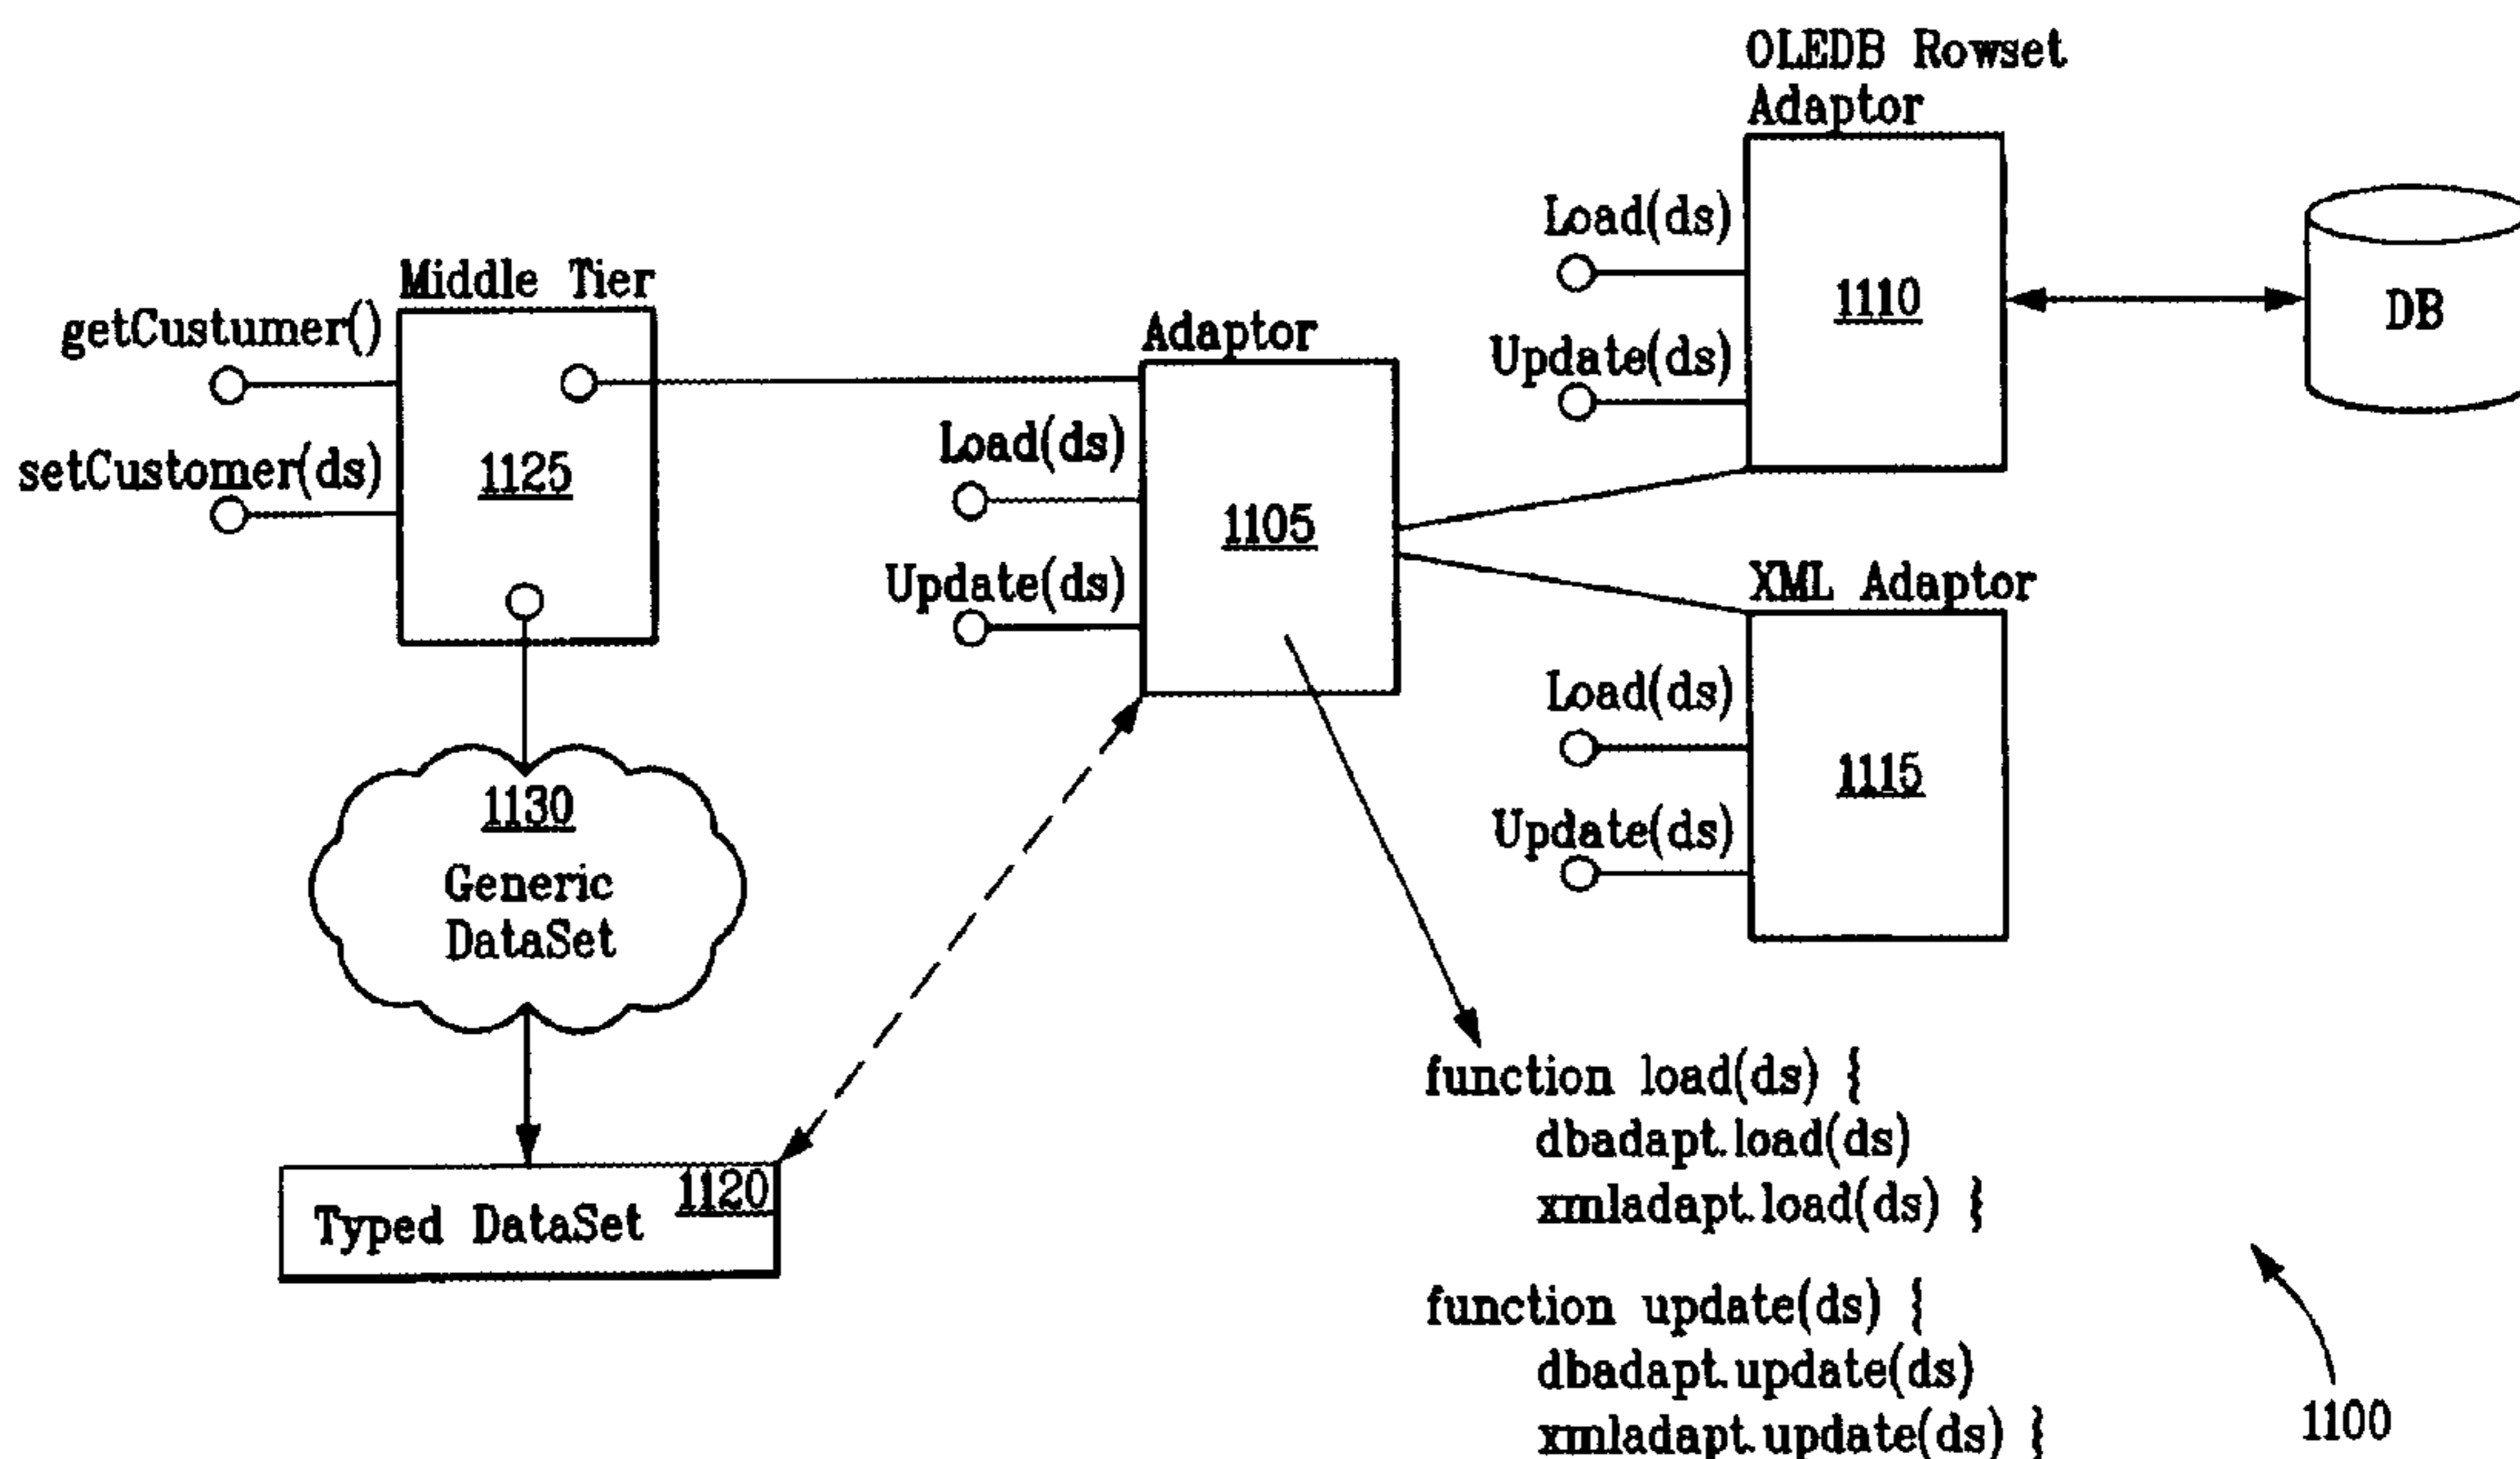 OLEDB Rowset
Adaptor
Load(ds)
1110
Update(ds)
DB
Middle Tier
getCustumer()
setCustomer(ds)
1125
Adaptor
Load(ds)
1105
Update(ds)
XML Adaptor
Load(ds)
1115
Update(ds)
1130
Generic
DataSet
1120
Typed DataSet
function load(ds) {
dbadapt.load(ds)
xmladapt.load(ds) }
function update(ds) {
dbadapt.update(ds)
xmladapt.update(ds) }
1100